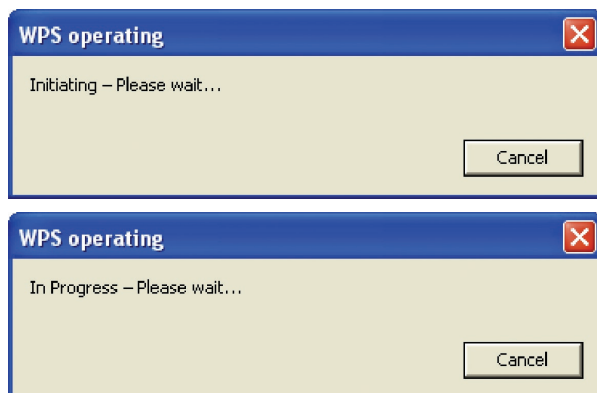 WPS operating
Initiating – Please wait...
Cancel
WPS operating
In Progress – Please wait...
Cancel